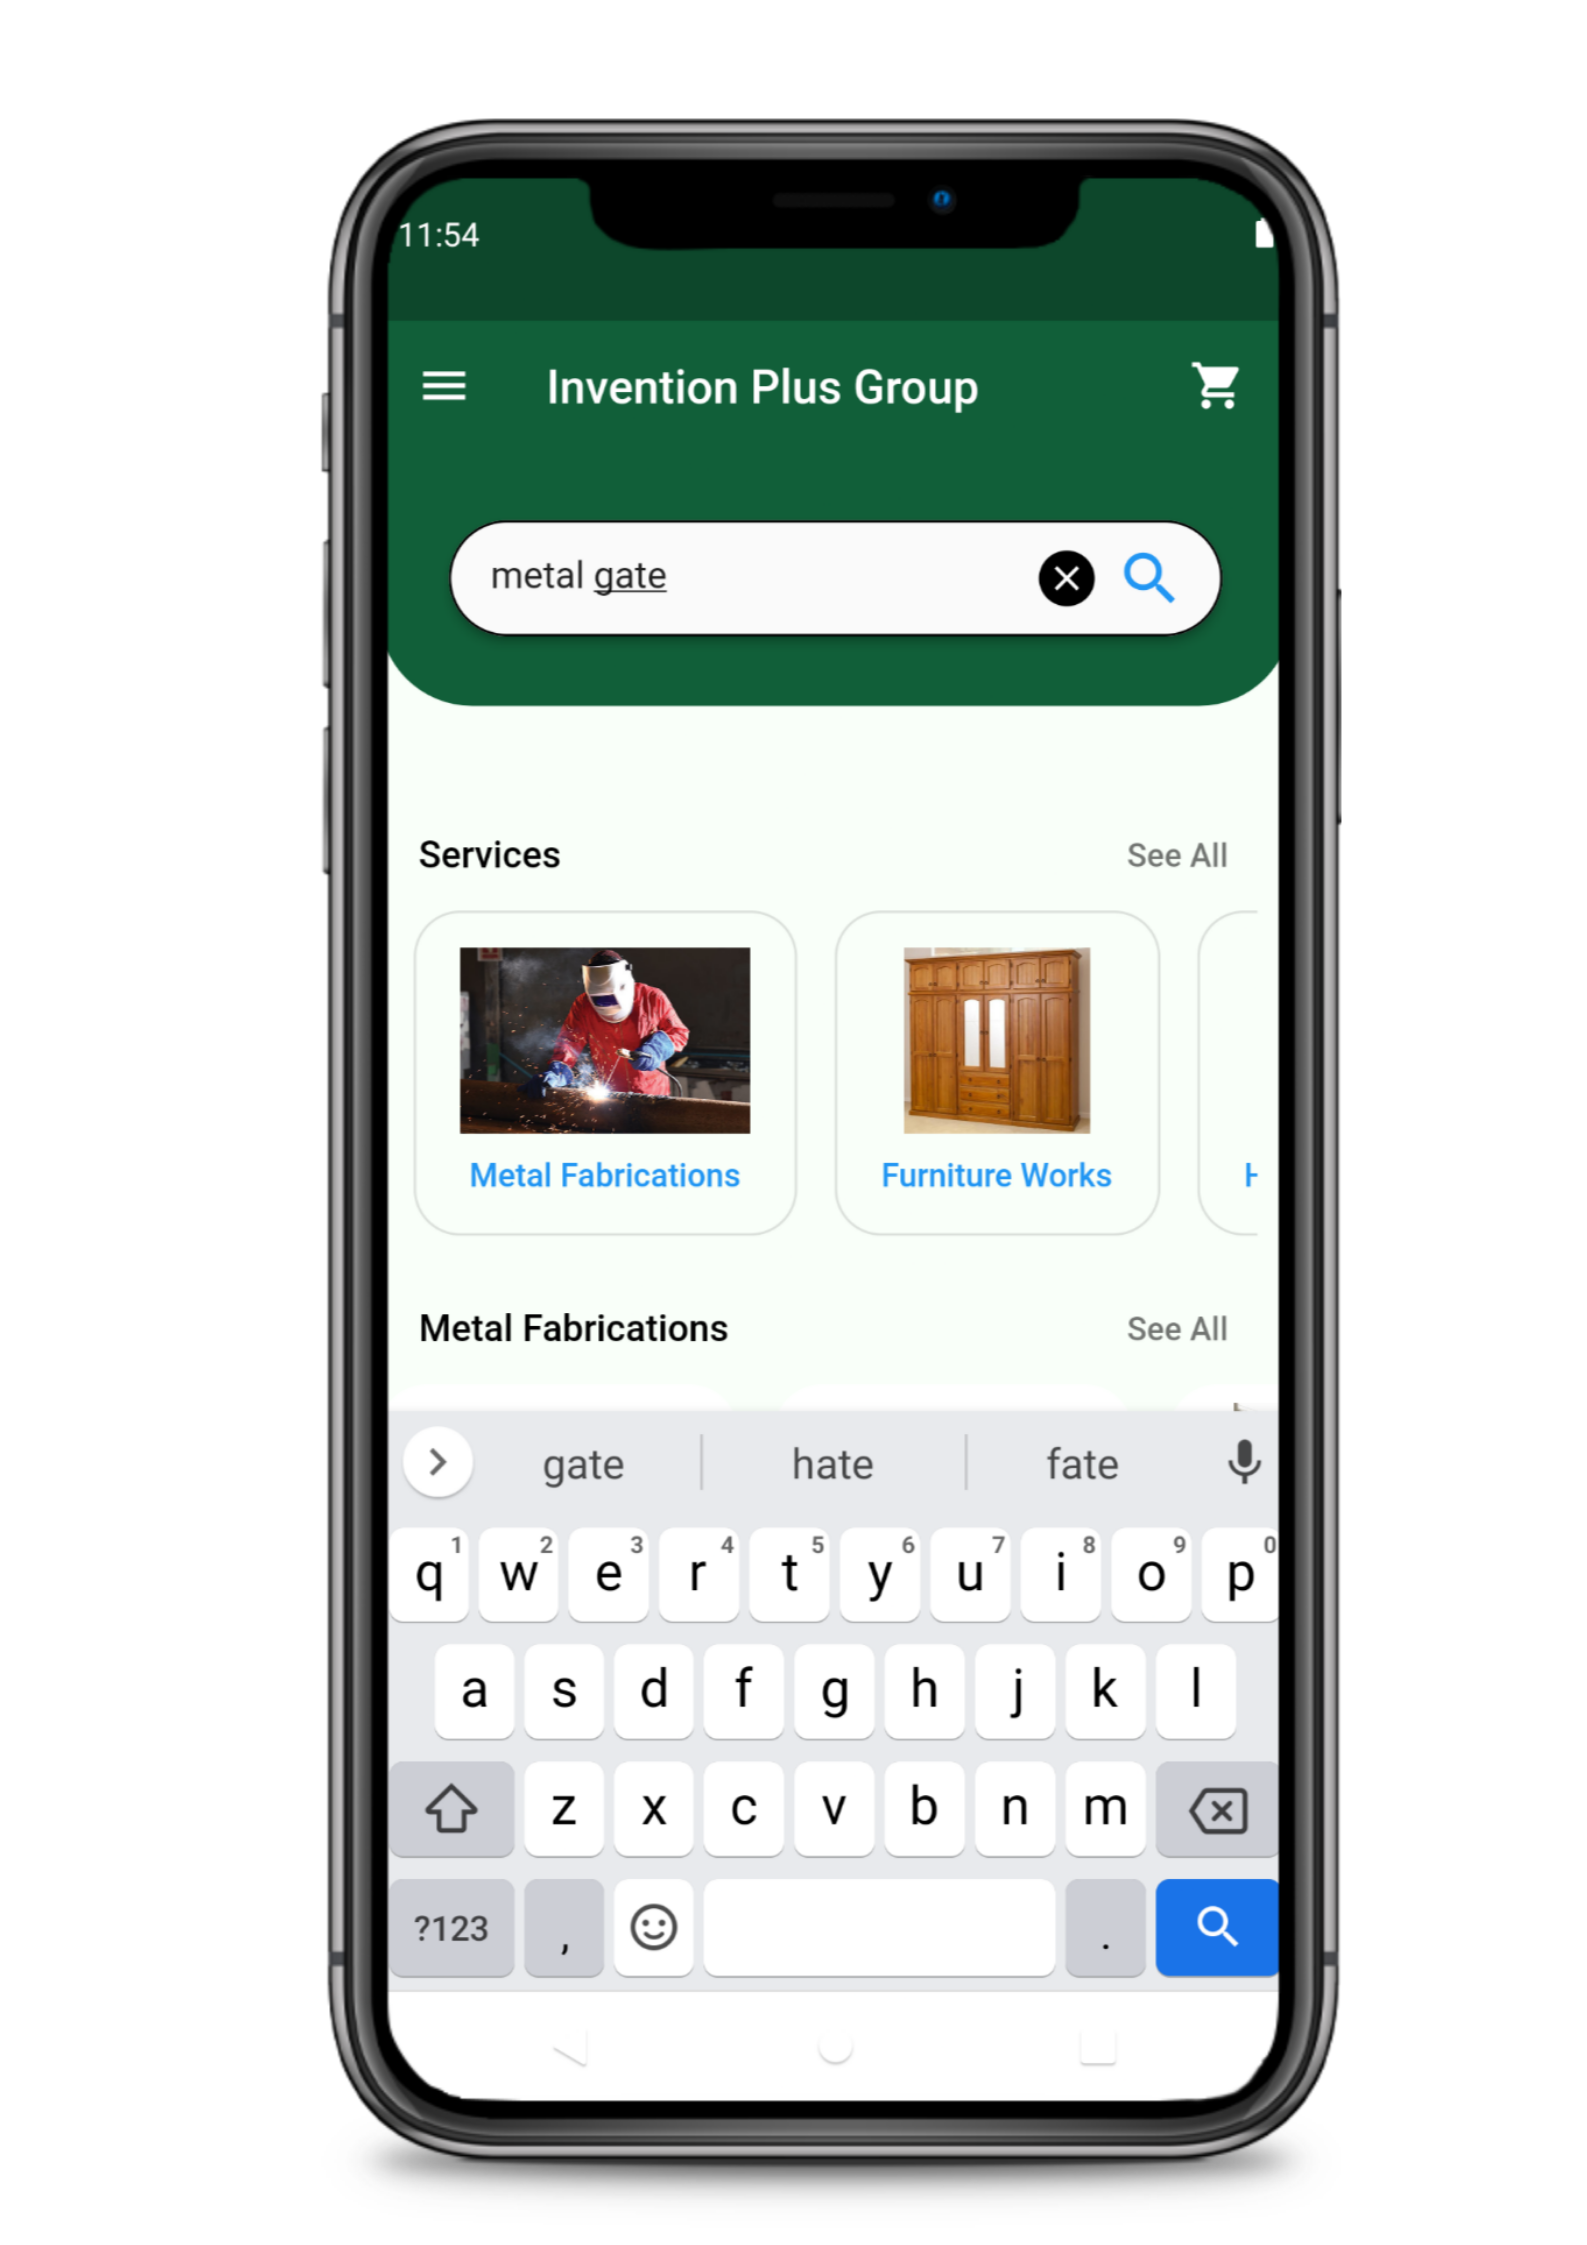 11:54
Invention Plus Group
metal gate
Services See All
Metal Fabrications Furniture Works H
Metal Fabrications See All
gate hate fate
q 1 w 2 e 3 r 4 t 5 y 6 u 7 i 8 o 9 p 0
a s d f g h j k l
z x c v b n m
?123 , .